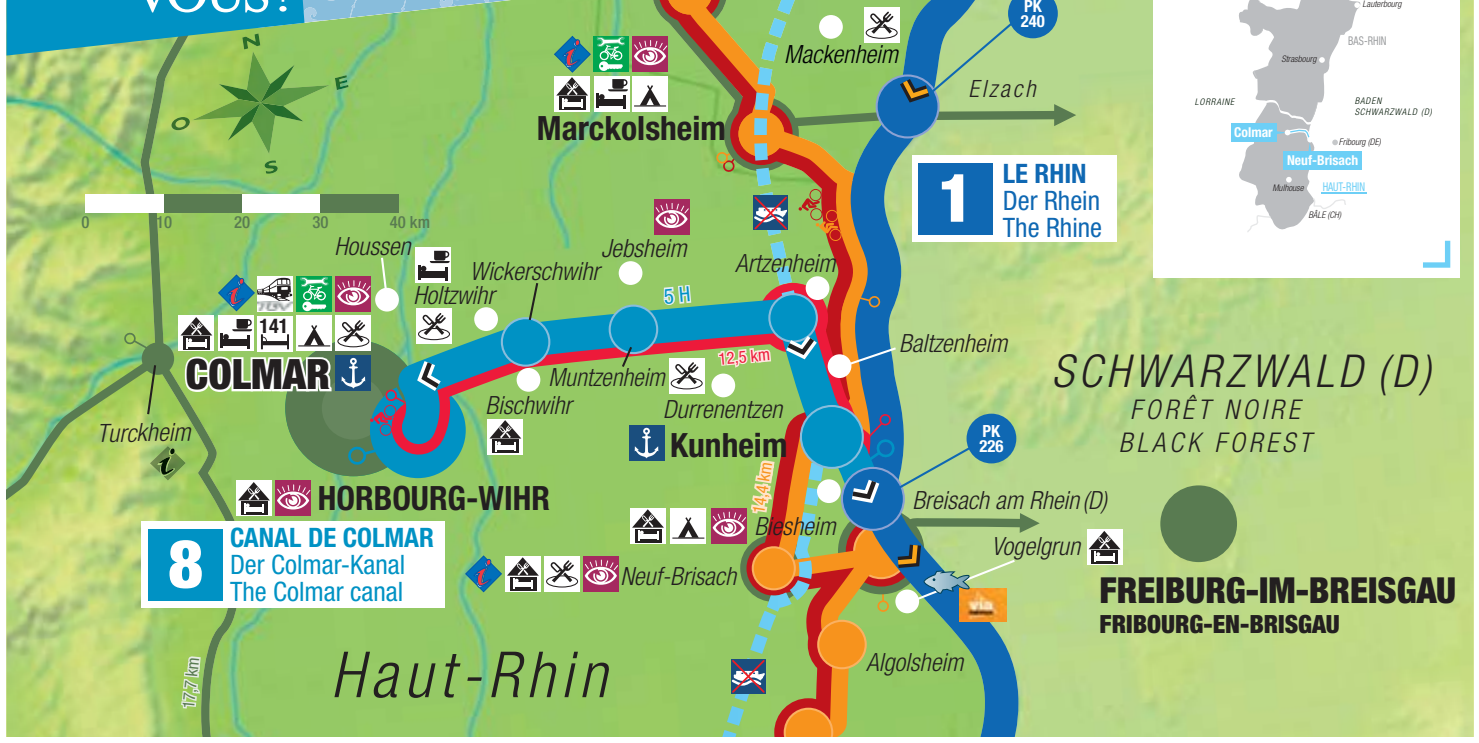 VOUS?
N
E
O
S
0 10 20 30 40 km
Mackenheim
PK
240
Elzach
Marckolsheim
1
LE RHIN
Der Rhein
The Rhine
Lauterbourg
BAS-RHIN
Strasbourg
LORRAINE
BADEN
SCHWARZWALD (D)
Colmar
Fribourg (DE)
Neuf-Brisach
Mulhouse
HAUT-RHIN
BÂLE (CH)
Houssen
Jebsheim
Wickerschwihr
Artzenheim
Holtzwihr
5 H
i
i
141
COLMAR
12,5 km
Baltzenheim
Muntzenheim
Durrenentzen
Bischwihr
Turckheim
i
Kunheim
SCHWARZWALD (D)
FORÊT NOIRE
BLACK FOREST
PK
226
14,4 km
HORBOURG-WIHR
Breisach am Rhein (D)
Biesheim
Vogelgrun
8
CANAL DE COLMAR
Der Colmar-Kanal
The Colmar canal
i
Neuf-Brisach
via
FREIBURG-IM-BREISGAU
FRIBOURG-EN-BRISGAU
Algolsheim
Haut-Rhin
17,7 km